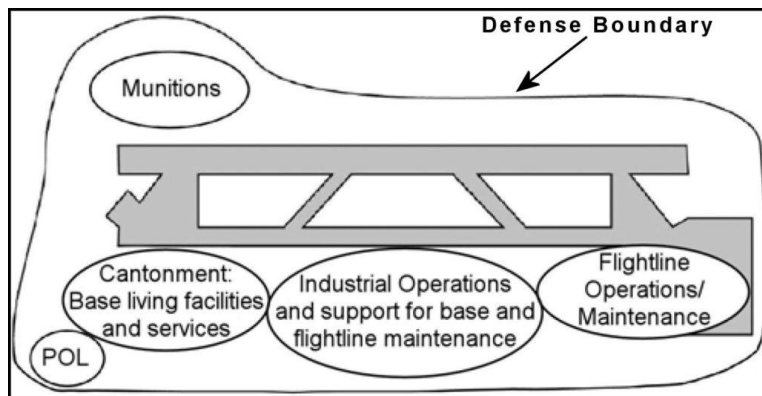 Defense Boundary
Munitions
Cantonment:
Base living facilities
and services
Industrial Operations
and support for base and
flightline maintenance
Flightline
Operations/
Maintenance
POL